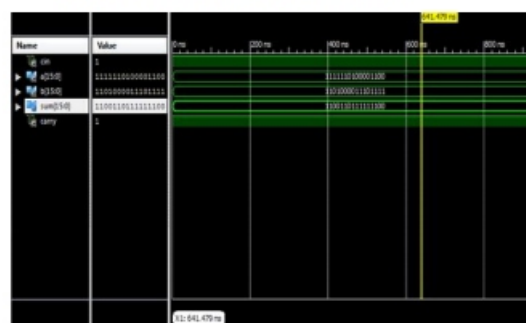 641.479 ns
Name Value 0 ns 200 ns 400 ns 600 ns 800 ns
cin 1
a[15:0] 1111110100001100 1111110100001100
b[15:0] 1101000011101111 1101000011101111
sum[15:0] 1100110111111100 1100110111111100
carry 1
X1: 641.479 ns